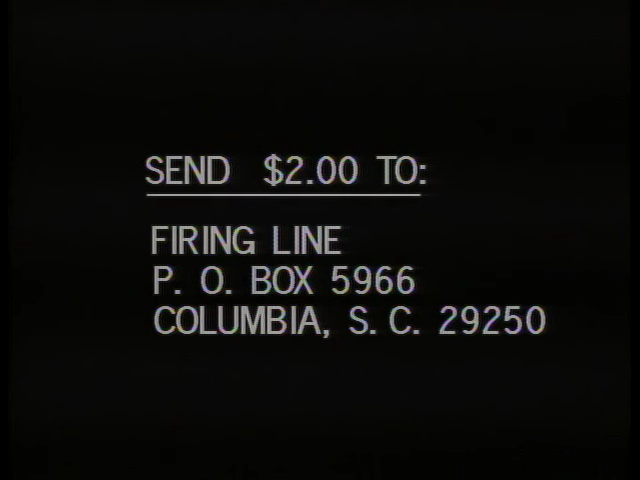 SEND $2.00 TO:
FIRING LINE
P. O. BOX 5966
COLUMBIA, S. C. 29250